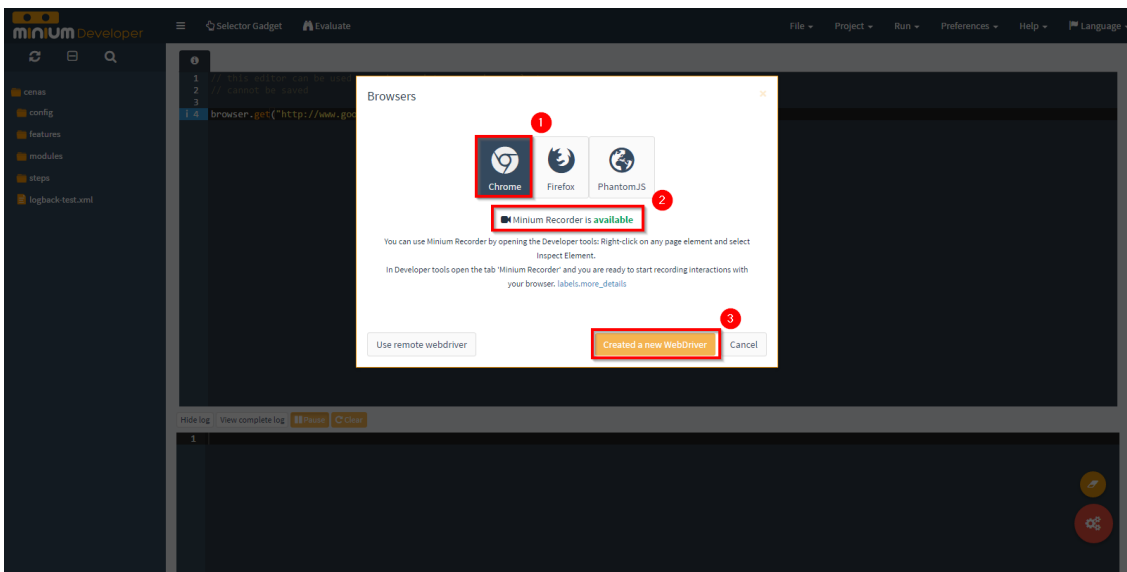 minium Developer
Selector Gadget
Evaluate
File
Project
Run
Preferences
Help
Language
cenas
config
features
modules
steps
logback-test.xml
1 // this editor can be used
2 // cannot be saved
3
4 browser.get("http://www.goo
Browsers
×
1
Chrome
Firefox
PhantomJS
2
Minium Recorder is available
You can use Minium Recorder by opening the Developer tools: Right-click on any page element and select
Inspect Element.
In Developer tools open the tab 'Minium Recorder' and you are ready to start recording interactions with
your browser. labels.more_details
3
Use remote webdriver
Created a new WebDriver
Cancel
Hide log
View complete log
Pause
Clear
1